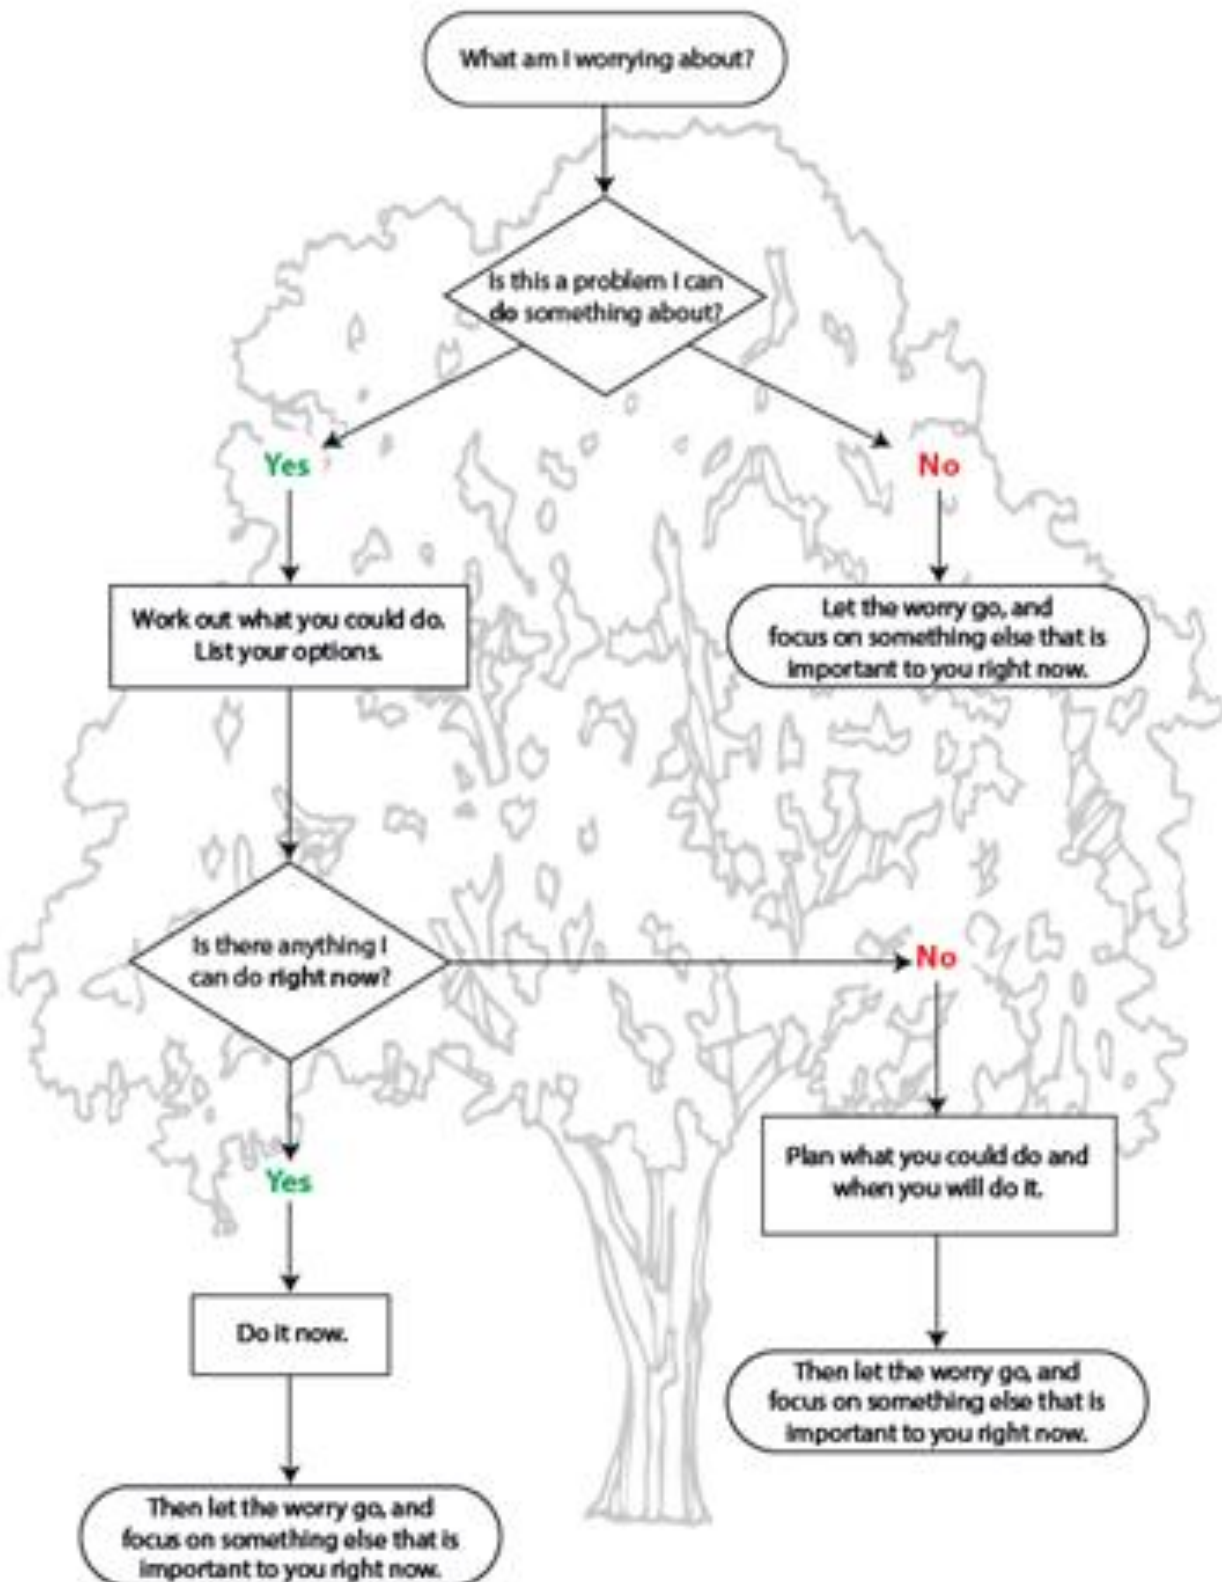 What am I worrying about?
Is this a problem I can
do something about?
Yes
No
Work out what you could do.
List your options.
Let the worry go, and
focus on something else that is
important to you right now.
Is there anything I
can do right now?
No
Yes
Plan what you could do and
when you will do it.
Do it now.
Then let the worry go, and
focus on something else that is
important to you right now.
Then let the worry go, and
focus on something else that is
important to you right now.